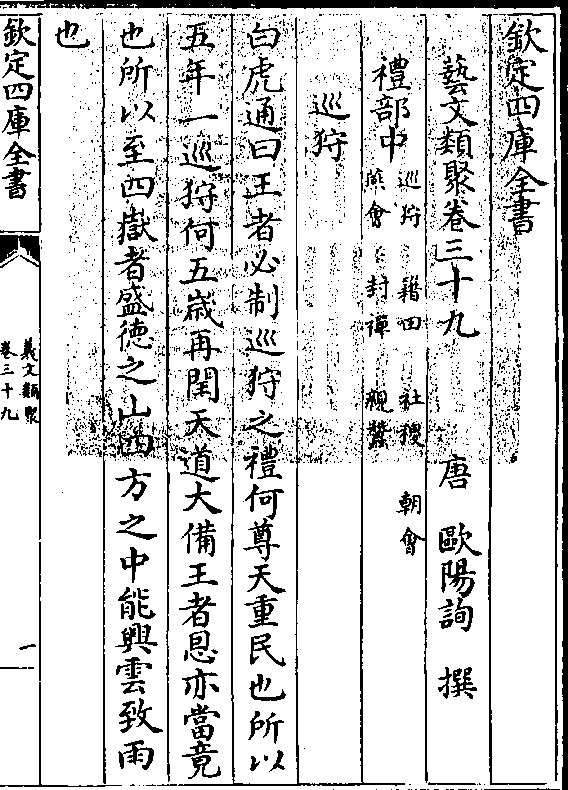 欽定四庫全書
藝文類聚卷三十九　唐　歐陽詢　撰
禮部中　巡狩　籍田　社稷　朝會
燕會　封禪　親蠶
巡狩
白虎通曰王者必制巡狩之禮何尊天重民也所以
五年一巡狩何五歲再閏天道大備王者恩亦當竟
也所以至四嶽者盛德之山四方之中能興雲致雨
也
欽定四庫全書
藝文類聚
卷三十九
一